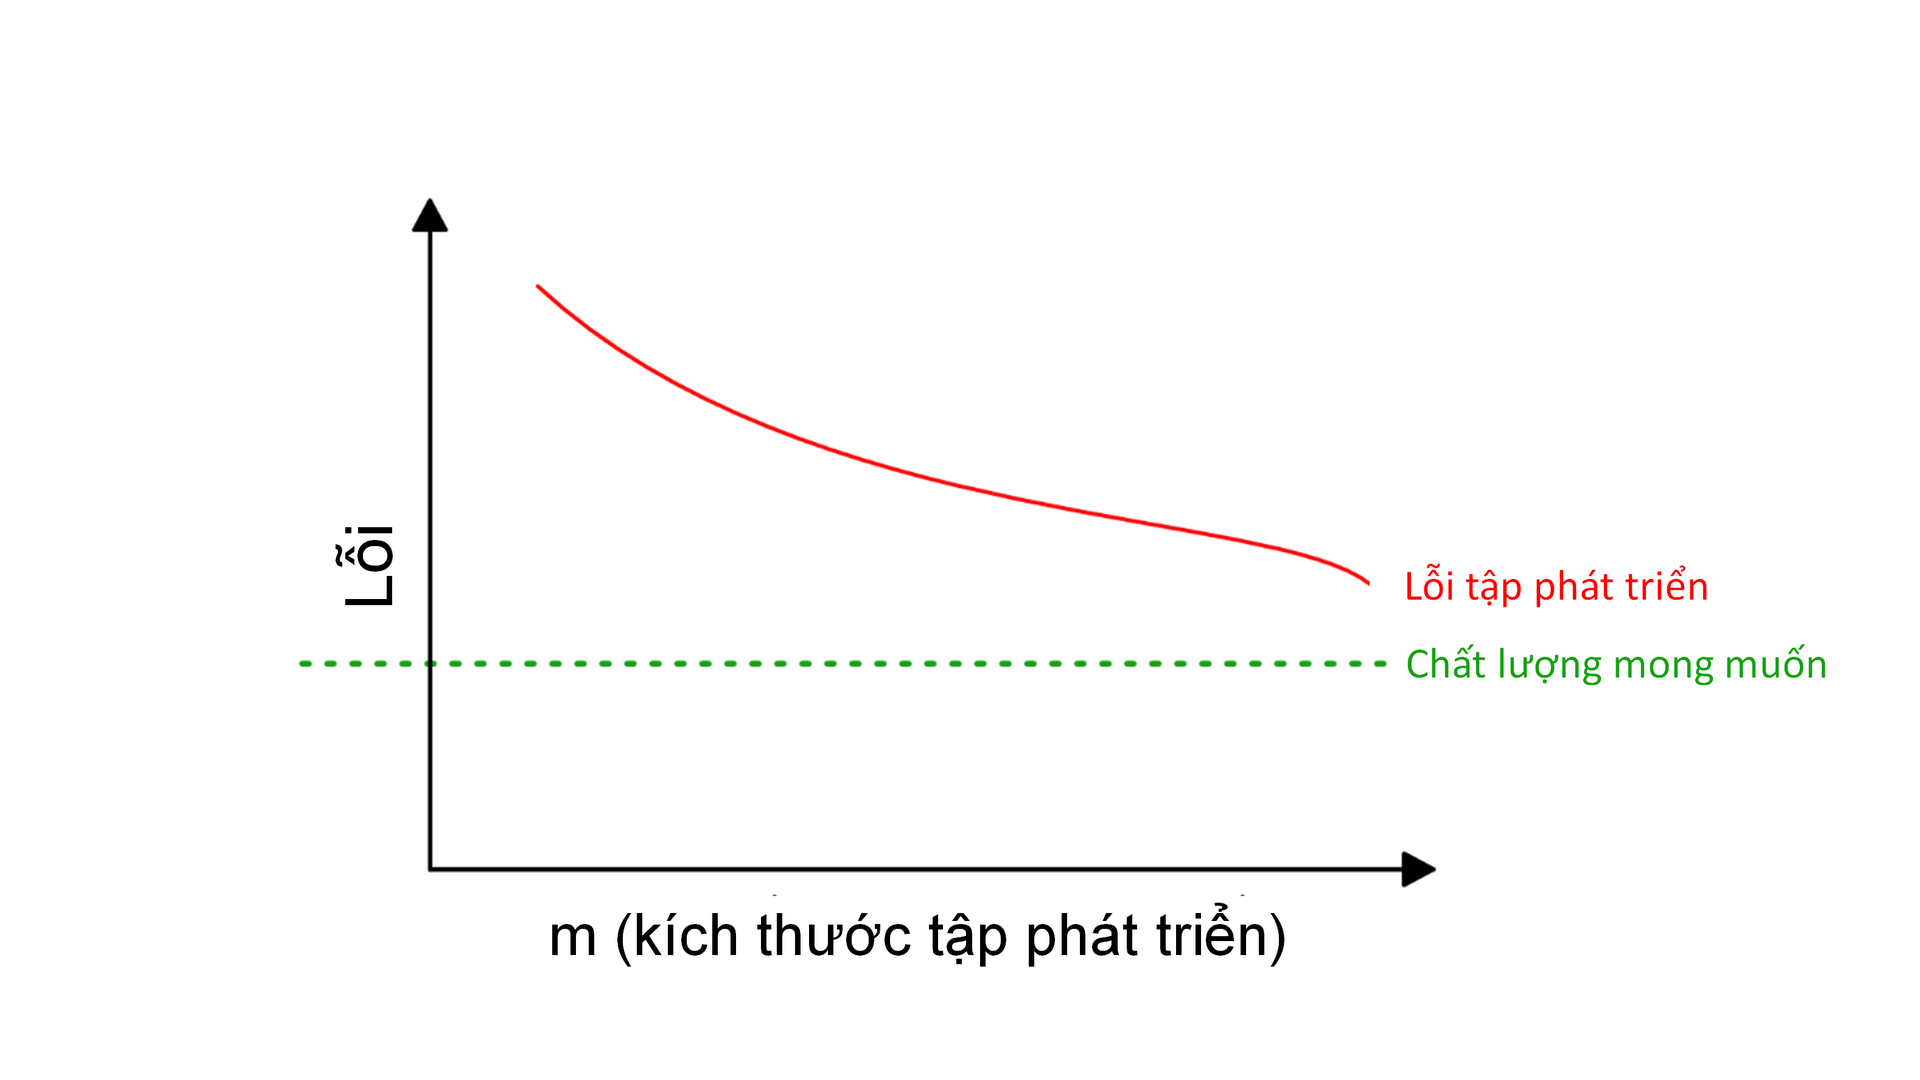 Lỗi
Lỗi tập phát triển
Chất lượng mong muốn
m (kích thước tập phát triển)